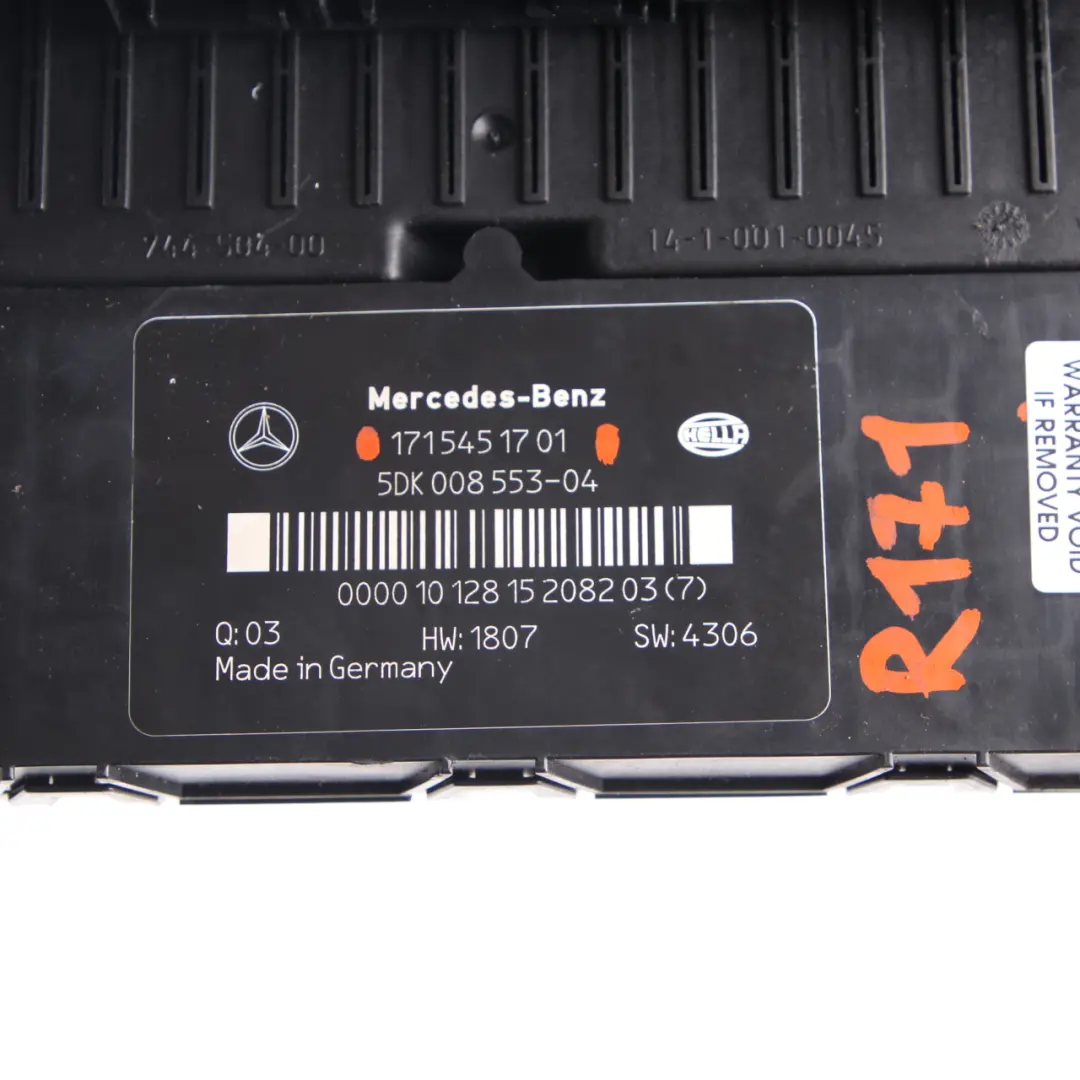 744-504-00
14-1-001-0045
Mercedes-Benz
171 545 17 01
HELLA
5DK 008 553-04
0000 10 128 15 2082 03 (7)
Q: 03
HW: 1807
SW: 4306
Made in Germany
R171
WARRANTY VOID
IF REMOVED